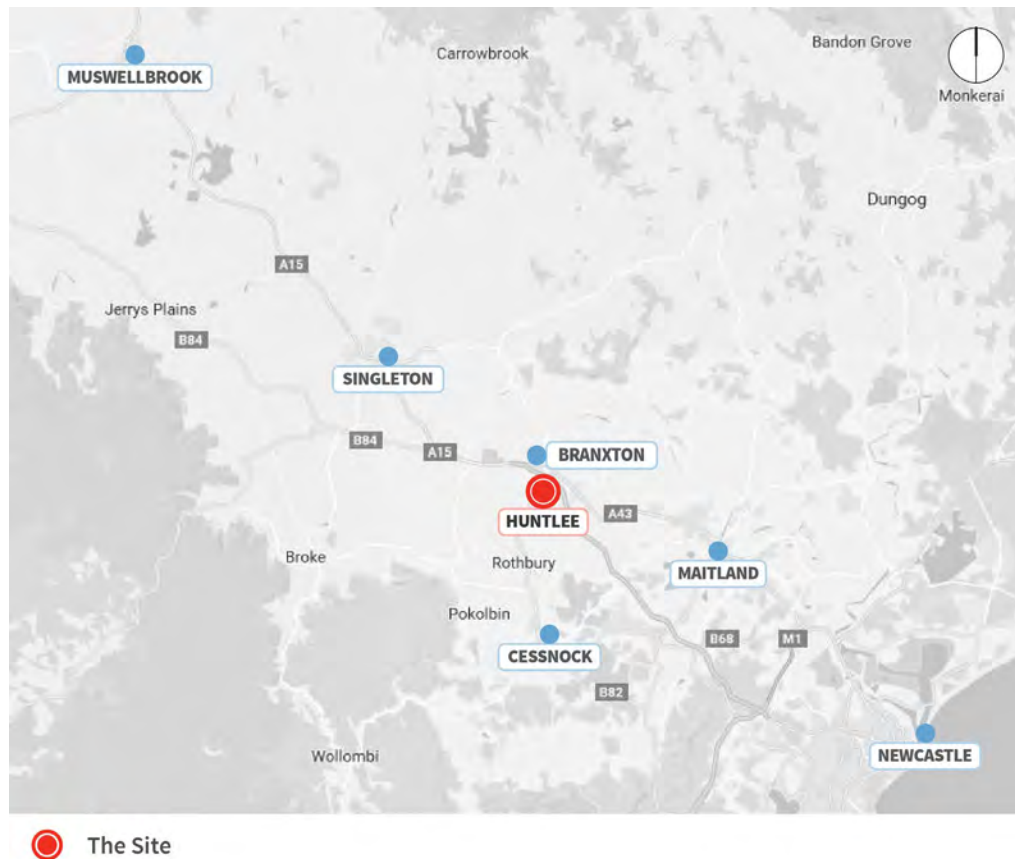 Bandon Grove
Carrowbrook
MUSWELLBROOK
Monkerai
Dungog
A15
Jerrys Plains
B84
SINGLETON
B84
A15
BRANXTON
HUNTLEE
A43
Broke
Rothbury
MAITLAND
Pokolbin
CESSNOCK
B68
M1
B82
Wollombi
NEWCASTLE
The Site